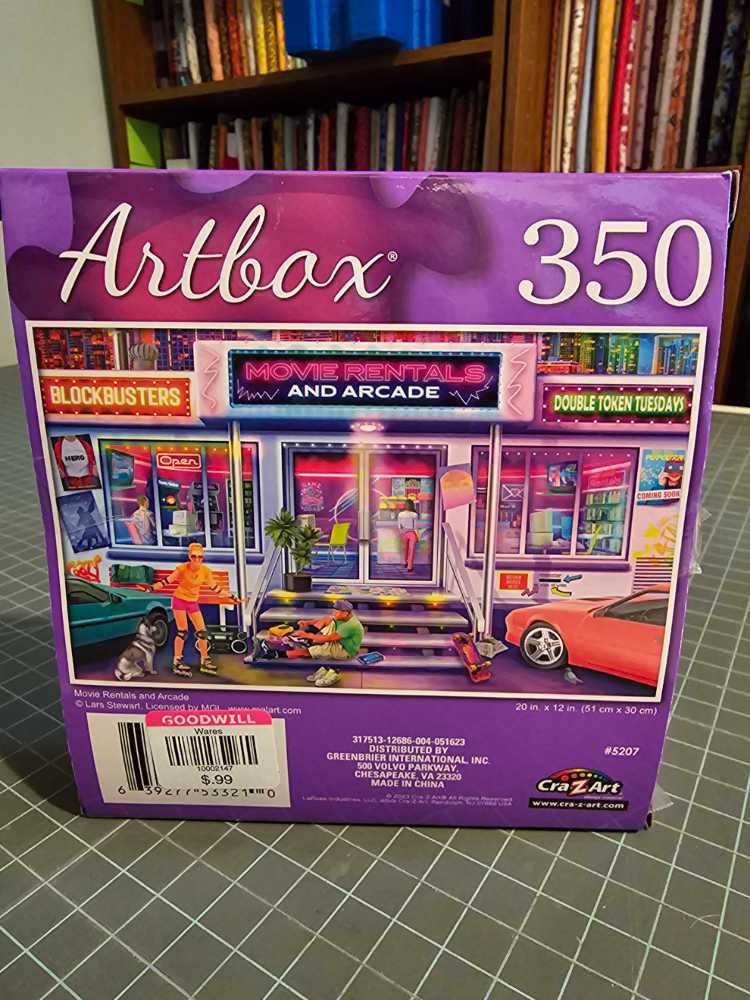 Artbox®
350
MOVIE RENTALS
AND ARCADE
BLOCKBUSTERS
DOUBLE TOKEN TUESDAYS
HERO
Open
Rentals
COMING SOON
Movie Rentals and Arcade
© Lars Stewart, Licensed by MGL
20 in. x 12 in. (51 cm x 30 cm)
GOODWILL
Wares
10002147
$.99
317513-12686-004-051623
DISTRIBUTED BY
GREENBRIER INTERNATIONAL, INC.
500 VOLVO PARKWAY,
CHESAPEAKE, VA 23320
MADE IN CHINA
#5207
Cra-Z-Art
www.cra-z-art.com